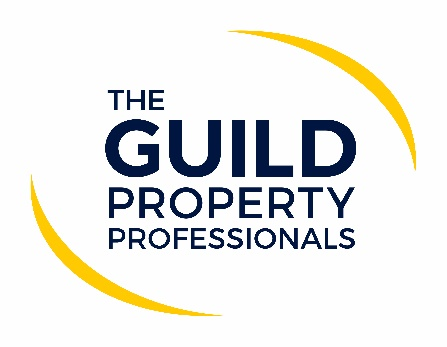 THE
GUILD
PROPERTY
PROFESSIONALS